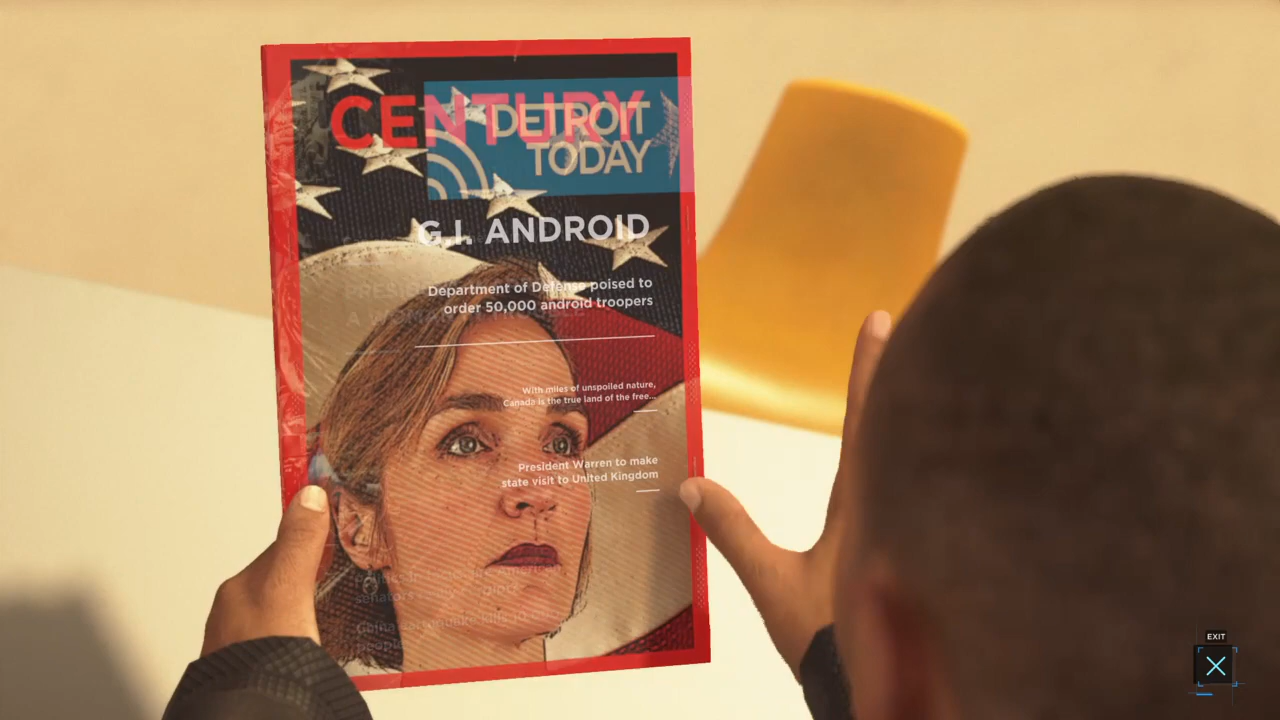 CENTURY
DETROIT
TODAY
G.I. ANDROID
Department of Defense poised to
order 50,000 android troopers
With miles of unspoiled nature,
Canada is the true land of the free...
President Warren to make
state visit to United Kingdom
senators
EXIT